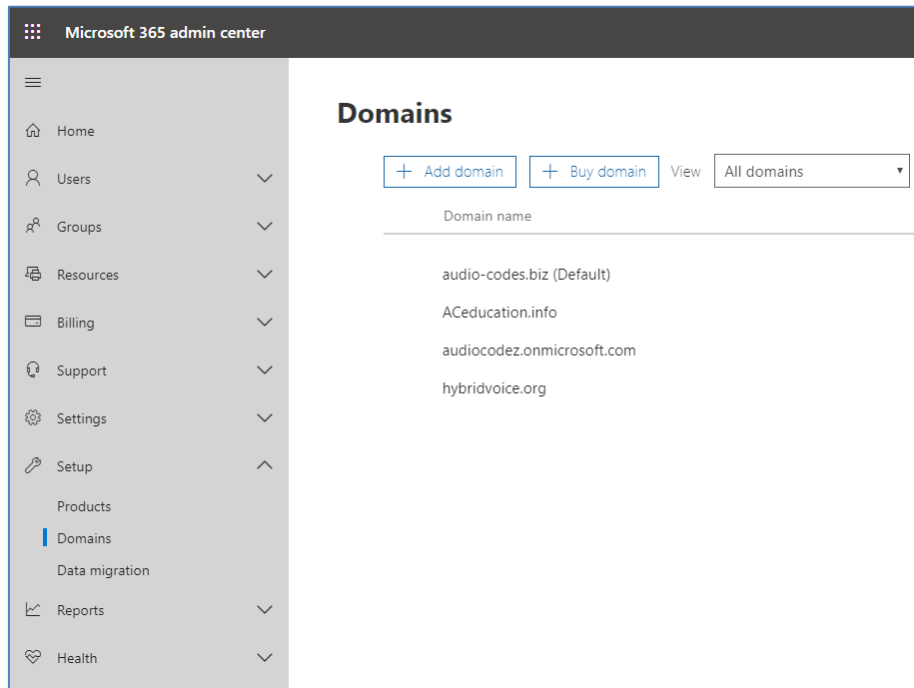 Microsoft 365 admin center
Home
Users
Groups
Resources
Billing
Support
Settings
Setup
Products
Domains
Data migration
Reports
Health
Domains
+ Add domain + Buy domain View All domains
Domain name
audio-codes.biz (Default)
ACeducation.info
audiocodez.onmicrosoft.com
hybridvoice.org